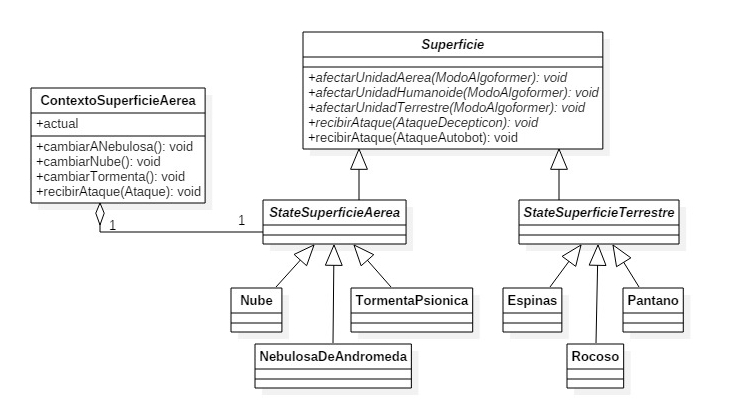 Superficie
+afectarUnidadAerea(ModoAlgoformer): void
+afectarUnidadHumanoide(ModoAlgoformer): void
+afectarUnidadTerrestre(ModoAlgoformer): void
+recibirAtaque(AtaqueDecepticon): void
+recibirAtaque(AtaqueAutobot): void
ContextoSuperficieAerea
+actual
+cambiarANebulosa(): void
+cambiarNube(): void
+cambiarTormenta(): void
+recibirAtaque(Ataque): void
1
1
StateSuperficieAerea
StateSuperficieTerrestre
Nube
TormentaPsionica
NebulosaDeAndromeda
Espinas
Pantano
Rocoso